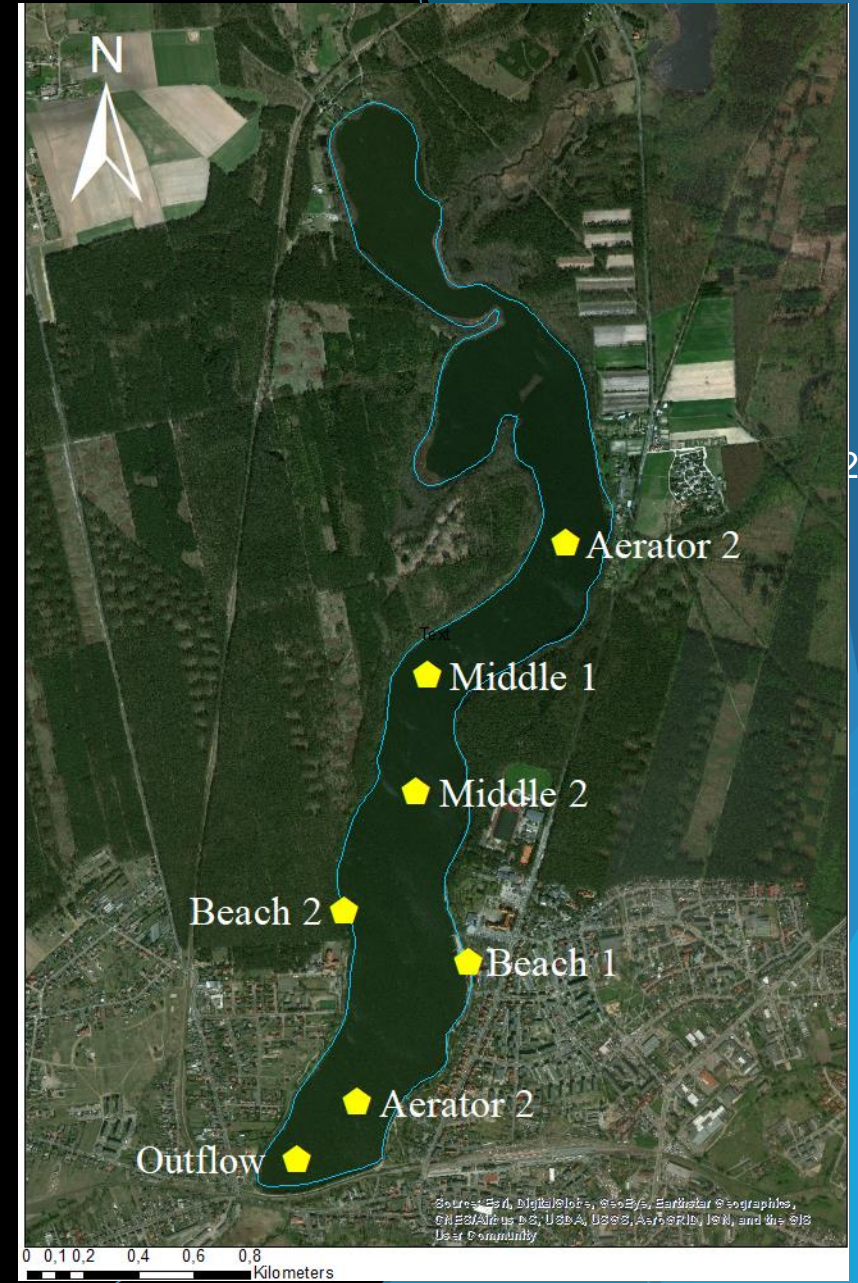 N
2
Aerator 2
Text
Middle 1
Middle 2
Beach 2
Beach 1
Aerator 2
Outflow
Source: Esri, DigitalGlobe, GeoEye, Earthstar Geographics,
CNES/Airbus DS, USDA, USGS, AeroGRID, IGN, and the GIS
User Community
0 0,1 0,2 0,4 0,6 0,8
Kilometers